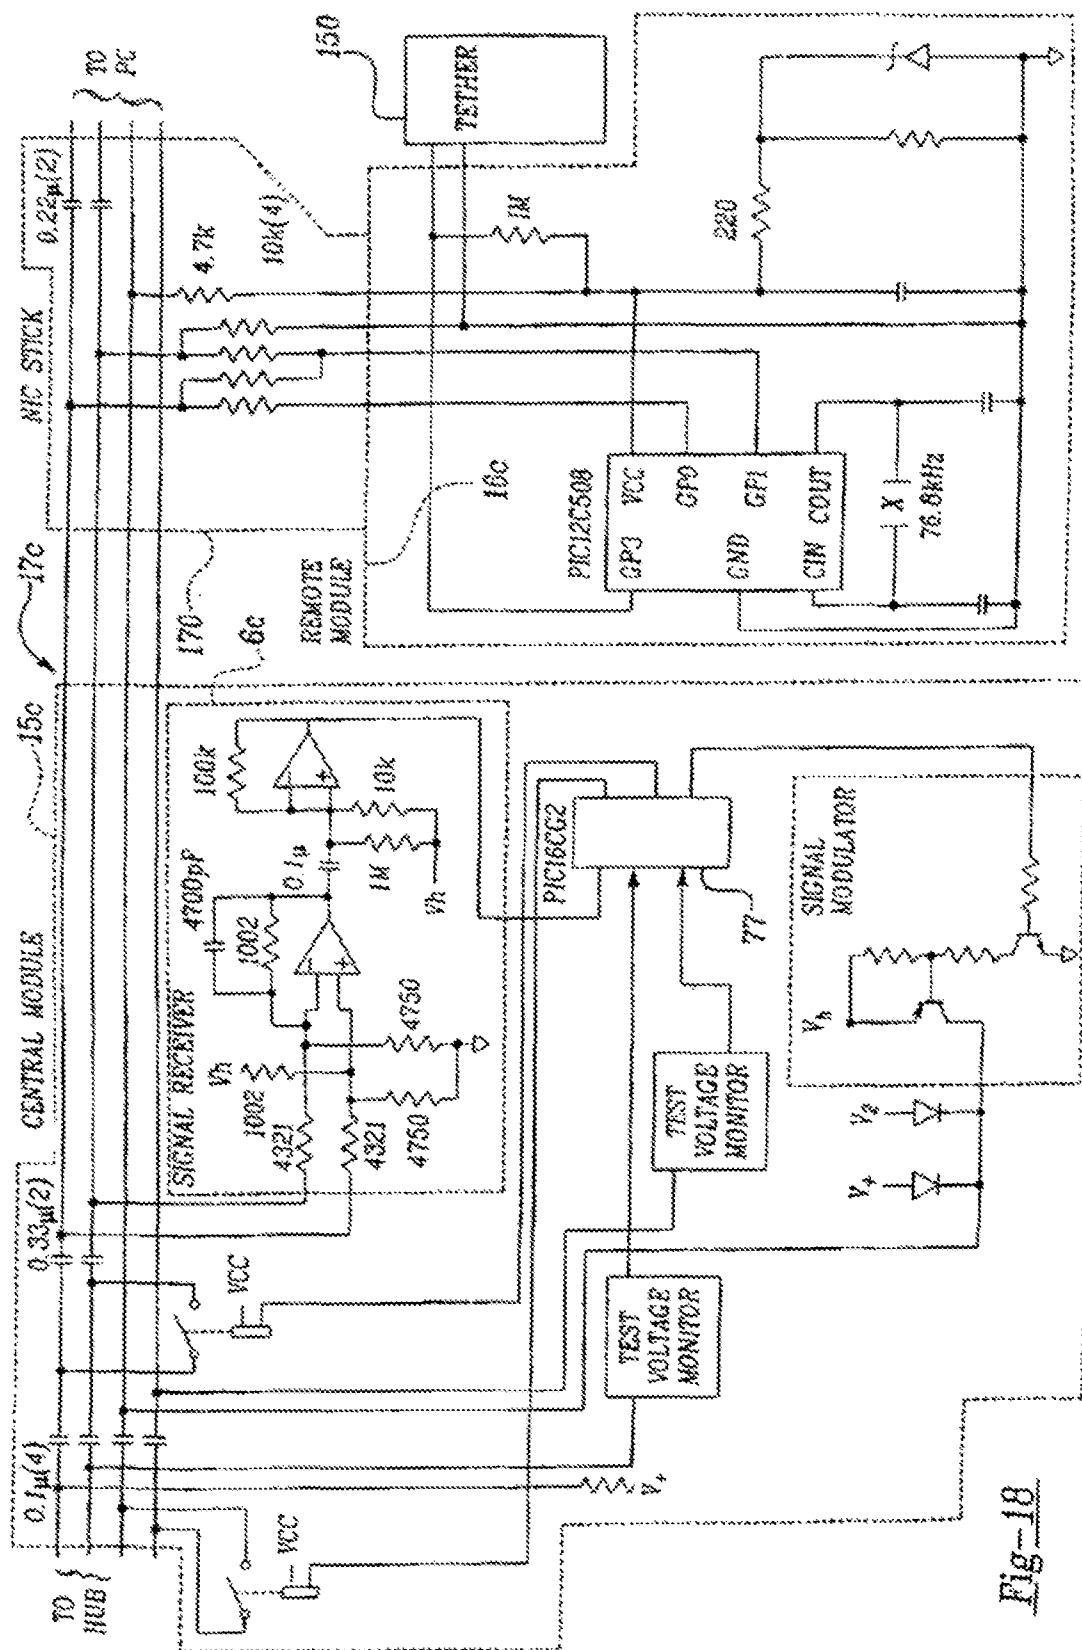 17c
15c
CENTRAL MODULE
NIC STICK
TO
HUB
0.1µ(4)
0.33µ(2)
0.22µ(2)
TO
PC
VCC
VCC
V+
SIGNAL RECEIVER
4321
4321
1002
Vh
4750
4750
1002
4700pF
0.1µ
1M
Vh
10k
100k
6c
170
4.7k
10k(4)
REMOTE
MODULE
16c
150
TETHER
1M
220
PIC12C508
GP3
VCC
GP0
GND
GP1
CIN
COUT
X
76.8kHz
PIC16CG2
77
TEST
VOLTAGE
MONITOR
TEST
VOLTAGE
MONITOR
SIGNAL
MODULATOR
Vh
V+
V2
Fig-18